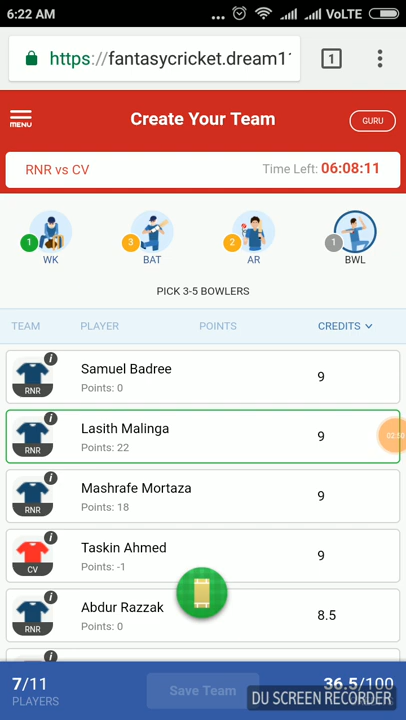 6:22 AM ... VoLTE
https://fantasycricket.dream1
1
MENU
Create Your Team
GURU
RNR vs CV
Time Left: 06:08:11
1 3 2 1
WK BAT AR BWL
PICK 3-5 BOWLERS
TEAM PLAYER POINTS CREDITS
i
Samuel Badree
9
RNR
Points: 0
i
Lasith Malinga
9
02:50
RNR
Points: 22
i
Mashrafe Mortaza
9
RNR
Points: 18
i
Taskin Ahmed
9
CV
Points: -1
i
Abdur Razzak
8.5
RNR
Points: 0
i
7/11
PLAYERS
Save Team
36.5/100
DU SCREEN RECORDER